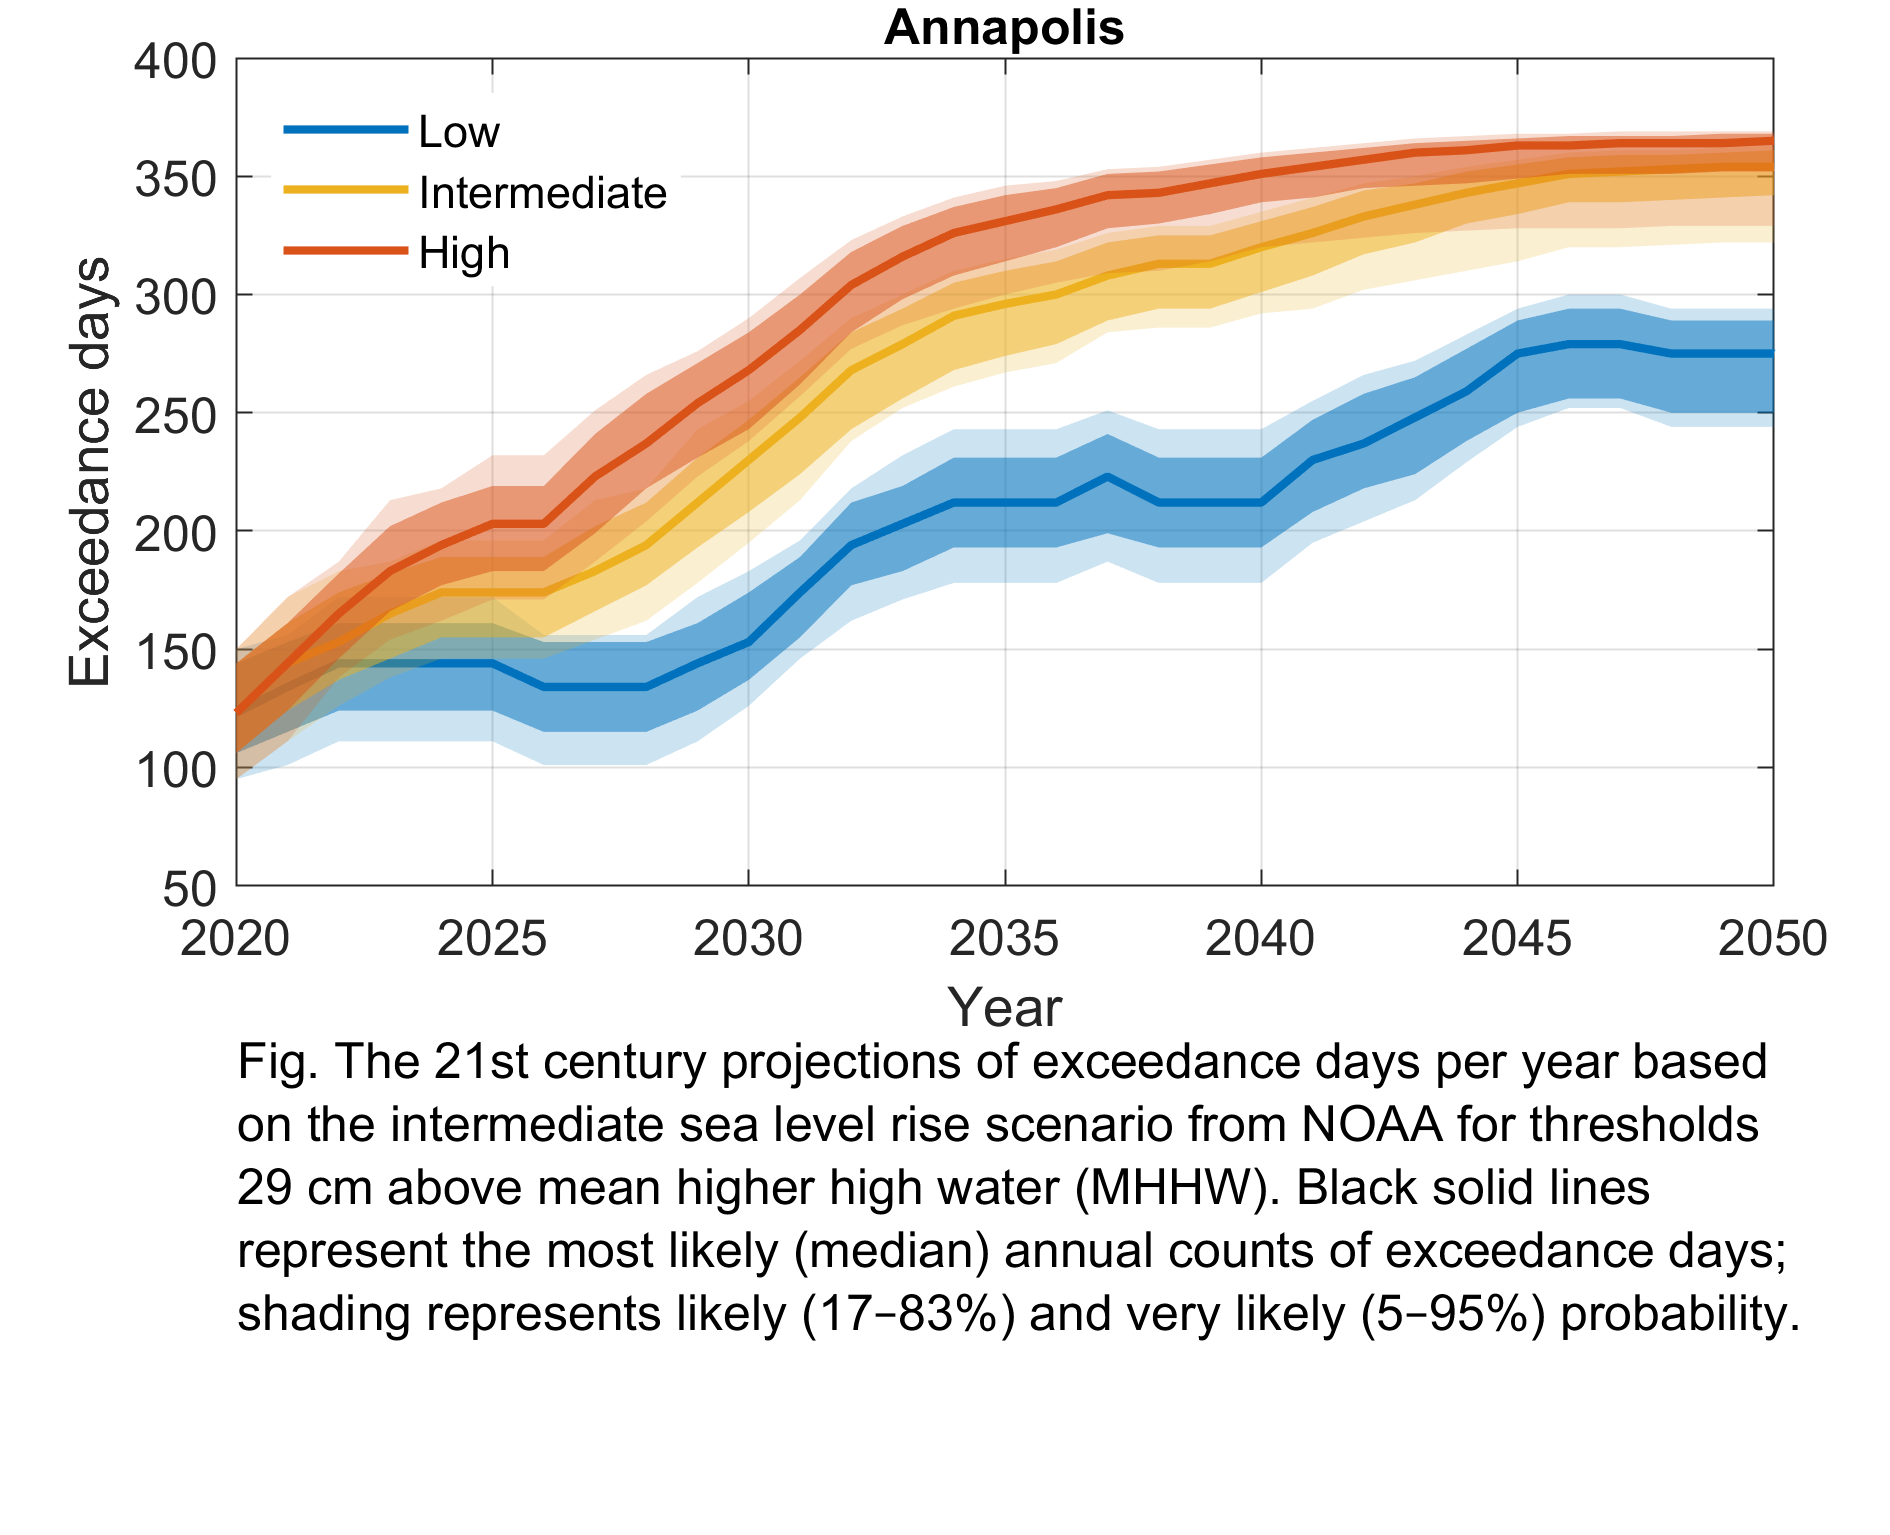 Annapolis
400
350
300
250
200
150
100
50
Exceedance days
Low
Intermediate
High
2020 2025 2030 2035 2040 2045 2050
Year
Fig. The 21st century projections of exceedance days per year based
on the intermediate sea level rise scenario from NOAA for thresholds
29 cm above mean higher high water (MHHW). Black solid lines
represent the most likely (median) annual counts of exceedance days;
shading represents likely (17–83%) and very likely (5–95%) probability.